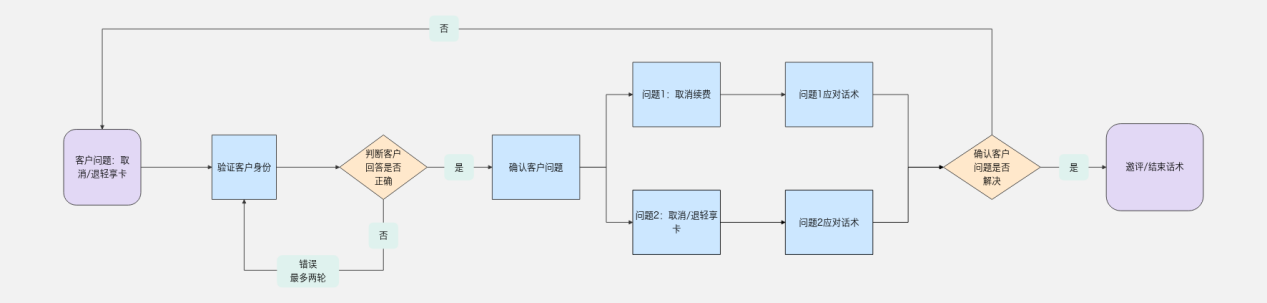 否
客户问题：取
消/退轻享卡
验证客户身份
判断客户
回答是否
正确
是
否
错误
最多两轮
确认客户问题
问题1：取消续费
问题1应对话术
问题2：取消/退轻享
卡
问题2应对话术
确认客户
问题是否
解决
是
邀评/结束话术